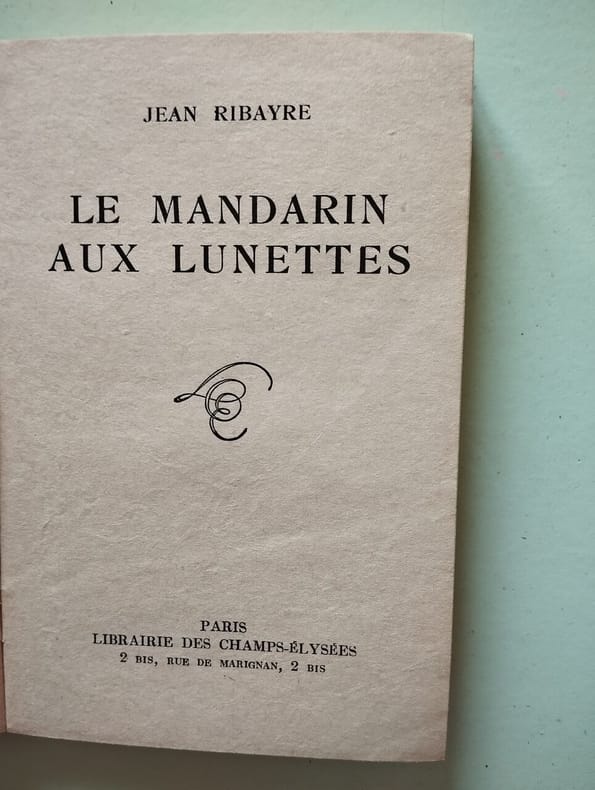 JEAN RIBAYRE
LE MANDARIN
AUX LUNETTES
PARIS
LIBRAIRIE DES CHAMPS-ÉLYSÉES
2 BIS, RUE DE MARIGNAN, 2 BIS